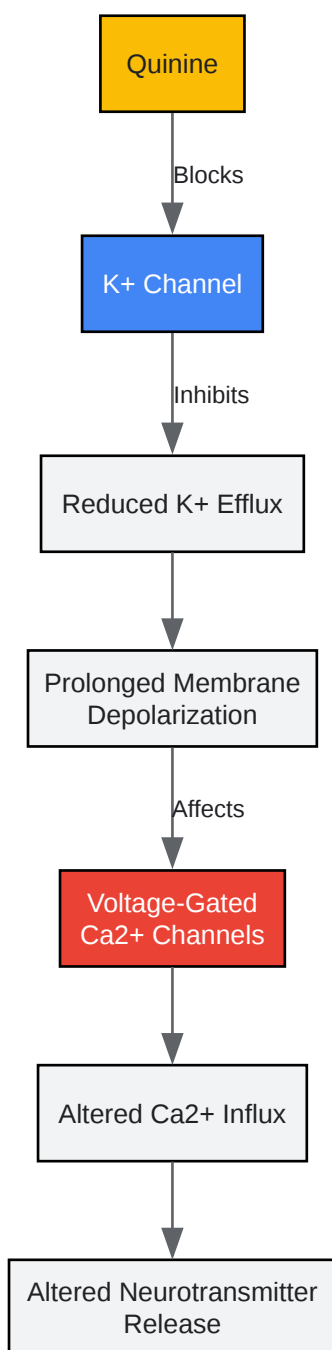 Quinine
Blocks
K+ Channel
Inhibits
Reduced K+ Efflux
Prolonged Membrane
Depolarization
Affects
Voltage-Gated
Ca2+ Channels
Altered Ca2+ Influx
Altered Neurotransmitter
Release